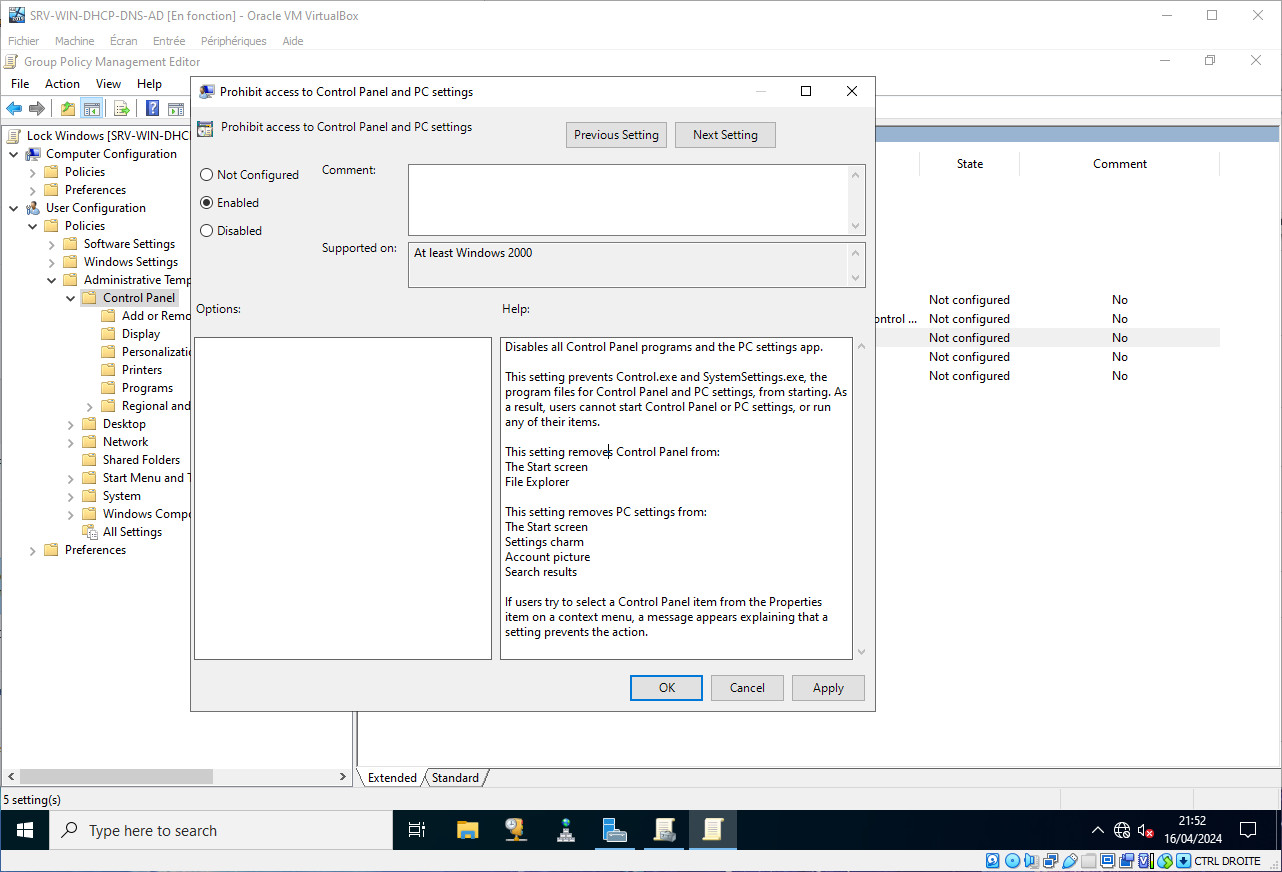 SRV-WIN-DHCP-DNS-AD [En fonction] - Oracle VM VirtualBox
Fichier Machine Écran Entrée Périphériques Aide
Group Policy Management Editor
File Action View Help
Prohibit access to Control Panel and PC settings
Prohibit access to Control Panel and PC settings
Previous Setting Next Setting
Not Configured
Enabled
Disabled
Comment:
Supported on:
At least Windows 2000
Options:
Help:
Disables all Control Panel programs and the PC settings app.
This setting prevents Control.exe and SystemSettings.exe, the
program files for Control Panel and PC settings, from starting. As
a result, users cannot start Control Panel or PC settings, or run
any of their items.
This setting removes Control Panel from:
The Start screen
File Explorer
This setting removes PC settings from:
The Start screen
Settings charm
Account picture
Search results
If users try to select a Control Panel item from the Properties
item on a context menu, a message appears explaining that a
setting prevents the action.
OK Cancel Apply
Lock Windows [SRV-WIN-DHC
Computer Configuration
Policies
Preferences
User Configuration
Policies
Software Settings
Windows Settings
Administrative Temp
Control Panel
Add or Remo
Display
Personalizatio
Printers
Programs
Regional and
Desktop
Network
Shared Folders
Start Menu and T
System
Windows Compo
All Settings
Preferences
State Comment
Not configured No
ontrol ... Not configured No
Not configured No
Not configured No
Not configured No
Extended Standard
5 setting(s)
Type here to search
21:52
16/04/2024
CTRL DROITE